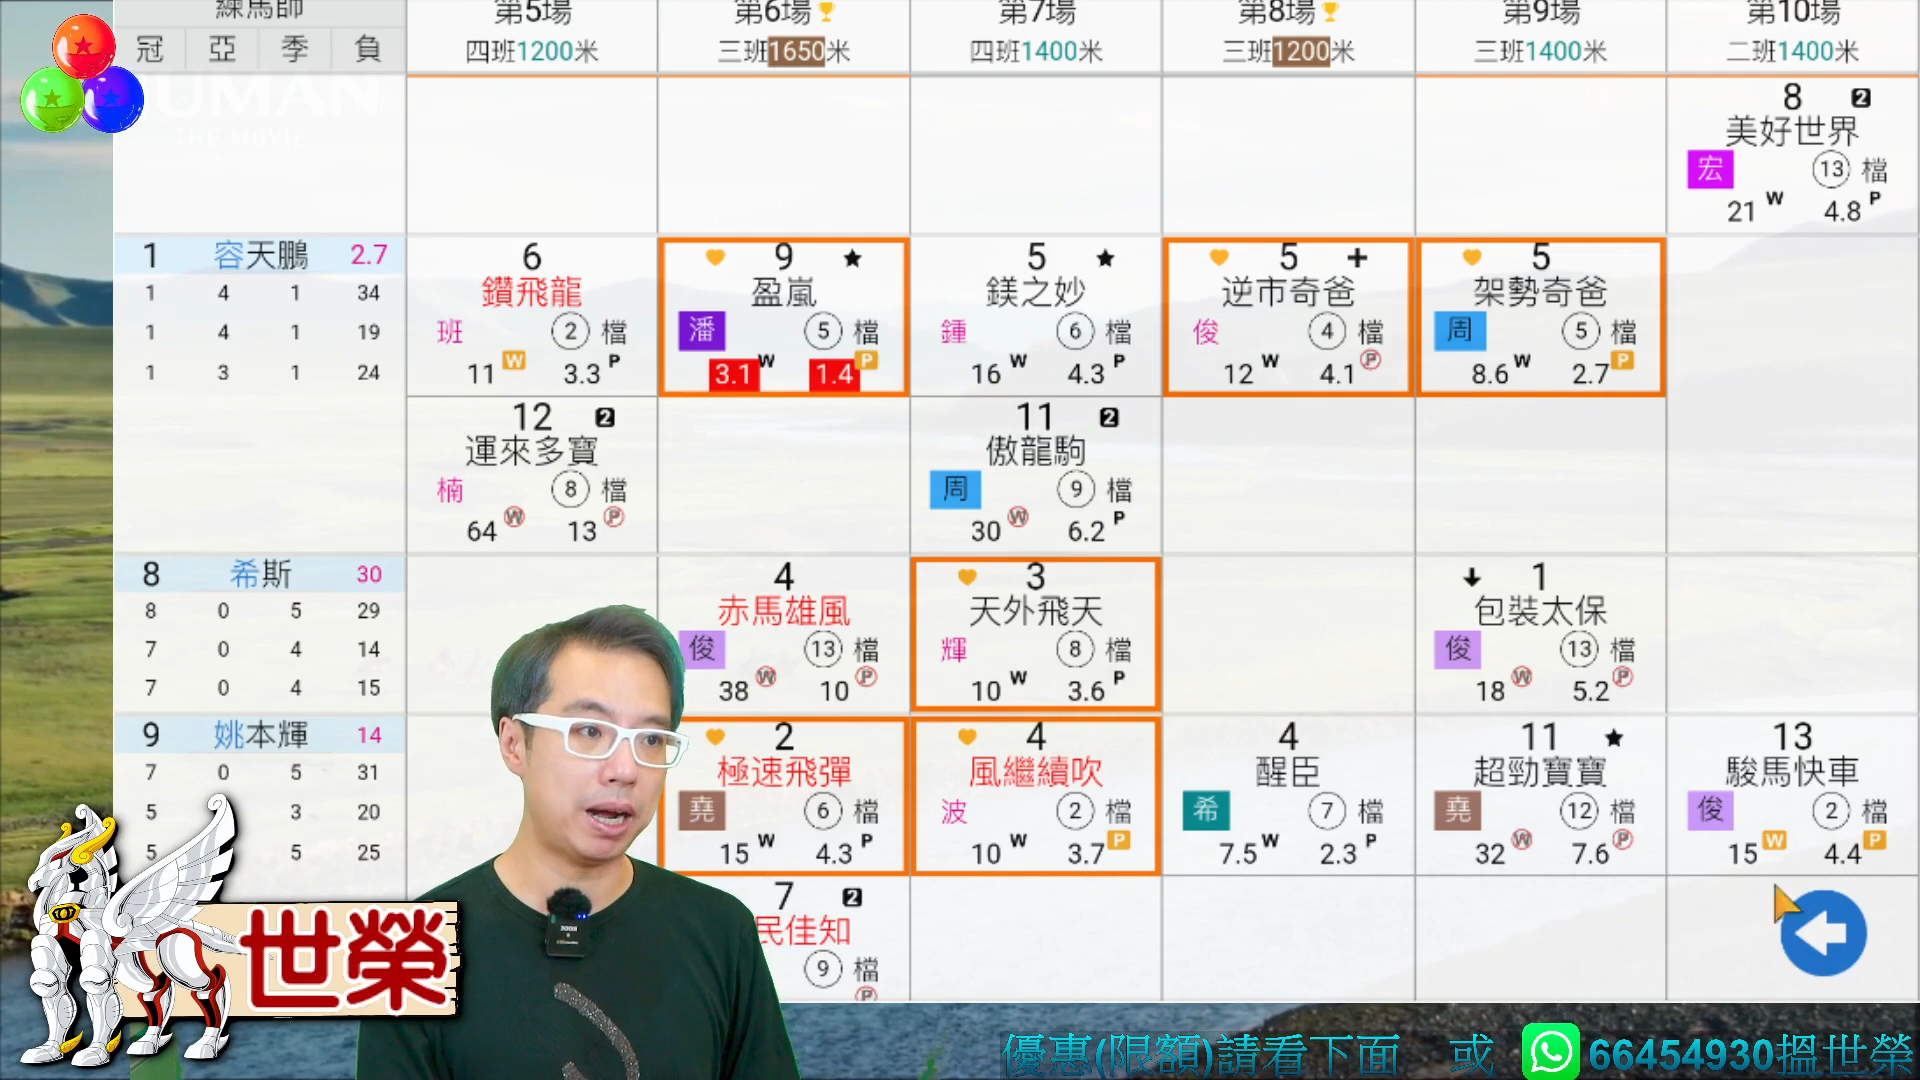 練馬師
冠 亞 季 負
第5場 第6場 第7場 第8場 第9場 第10場
四班1200米 三班1650米 四班1400米 三班1200米 三班1400米 二班1400米
HUMAN
THE MOVIE
8 2
美好世界
宏 13 檔
21 W 4.8 P
1 容天鵬 2.7
1 4 1 34
1 4 1 19
1 3 1 24
6
鑽飛龍
班 2 檔
11 W 3.3 P
9 ★
盈嵐
潘 5 檔
3.1 W 1.4 P
5 ★
鎂之妙
鍾 6 檔
16 W 4.3 P
5 +
逆市奇爸
俊 4 檔
12 W 4.1 P
5
架勢奇爸
周 5 檔
8.6 W 2.7 P
12 2
運來多寶
楠 8 檔
64 W 13 P
11 2
傲龍駒
周 9 檔
30 W 6.2 P
8 希斯 30
8 0 5 29
7 0 4 14
7 0 4 15
4
赤馬雄風
俊 13 檔
38 W 10 P
3
天外飛天
輝 8 檔
10 W 3.6 P
1
包裝太保
俊 13 檔
18 W 5.2 P
9 姚本輝 14
7 0 5 31
5 3 20
5 5 25
2
極速飛彈
堯 6 檔
15 W 4.3 P
4
風繼續吹
波 2 檔
10 W 3.7 P
4
醒臣
希 7 檔
7.5 W 2.3 P
11 ★
超勁寶寶
堯 12 檔
32 W 7.6 P
13
駿馬快車
俊 2 檔
15 W 4.4 P
7 2
民佳知
9 檔
P
世榮
優惠(限額)請看下面 或 66454930搵世榮